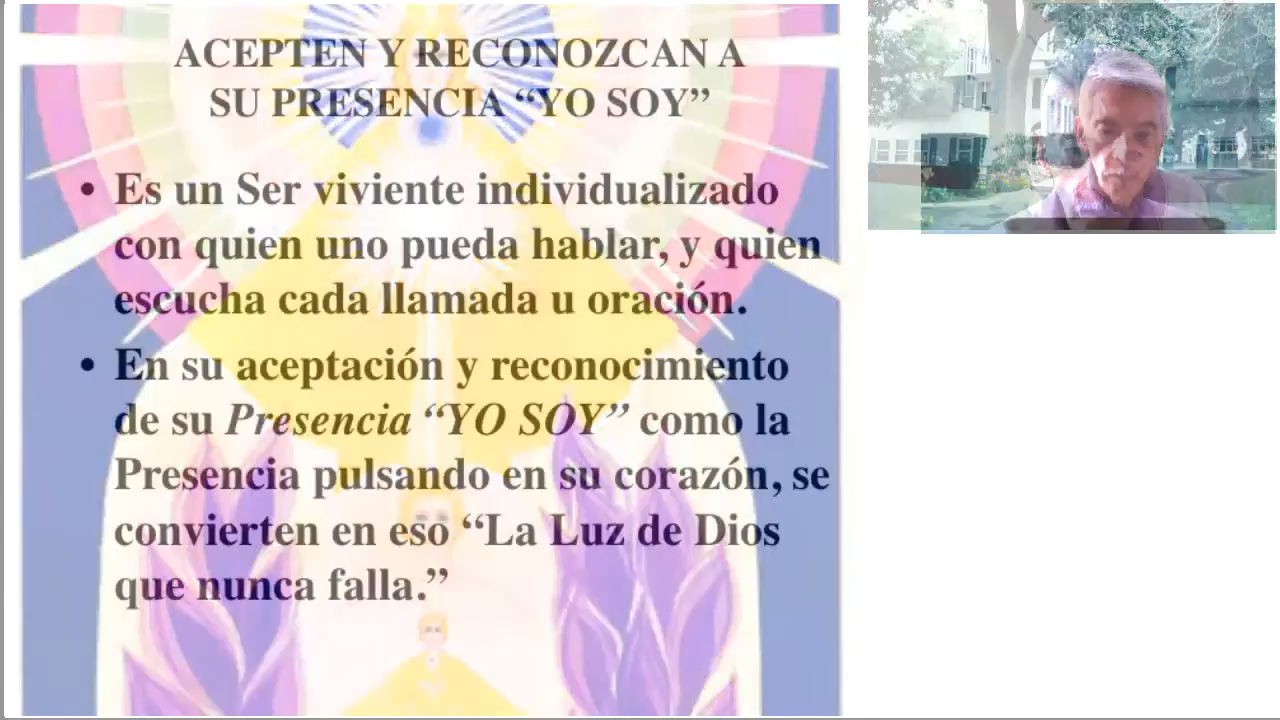 ACEPTEN Y RECONOZCAN A
SU PRESENCIA “YO SOY”
• Es un Ser viviente individualizado
con quien uno pueda hablar, y quien
escucha cada llamada u oración.
• En su aceptación y reconocimiento
de su Presencia “YO SOY” como la
Presencia pulsando en su corazón, se
convierten en eso “La Luz de Dios
que nunca falla.”